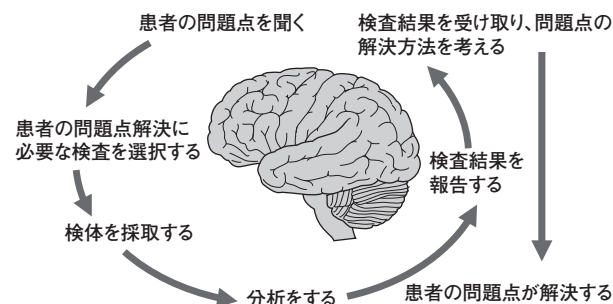 患者の問題点を聞く
患者の問題点解決に
必要な検査を選択する
検体を採取する
分析をする
検査結果を
報告する
検査結果を受け取り、問題点の
解決方法を考える
患者の問題点が解決する